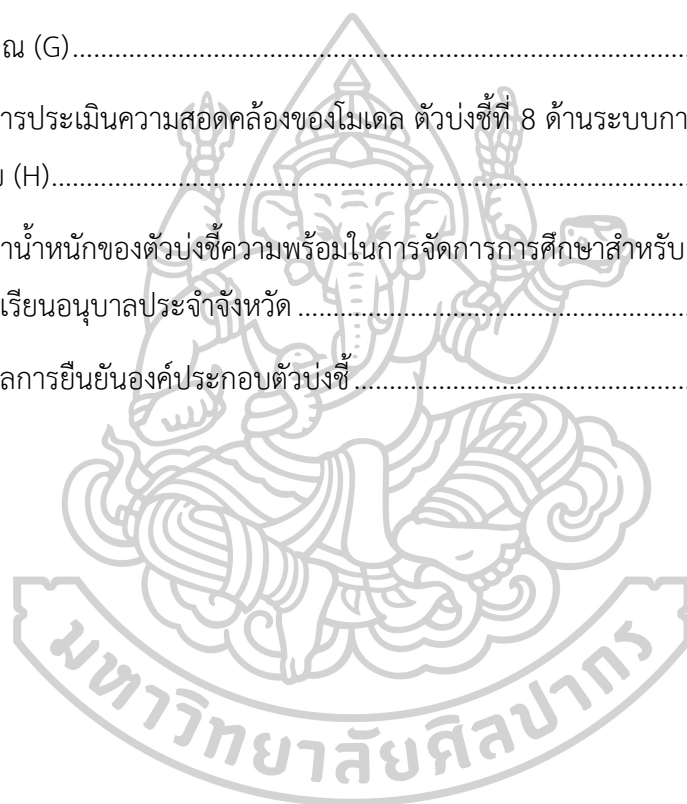 ณ (G)
ารประเมินความสอดคล้องของโมเดล ตัวบ่งชี้ที่ 8 ด้านระบบกา
(H)
าน้ำหนักของตัวบ่งชี้ความพร้อมในการจัดการการศึกษาสำหรับ
เรียนอนุบาลประจำจังหวัด
ลการยืนยันองค์ประกอบตัวบ่งชี้
มหาวิทยาลัยศิลปากร